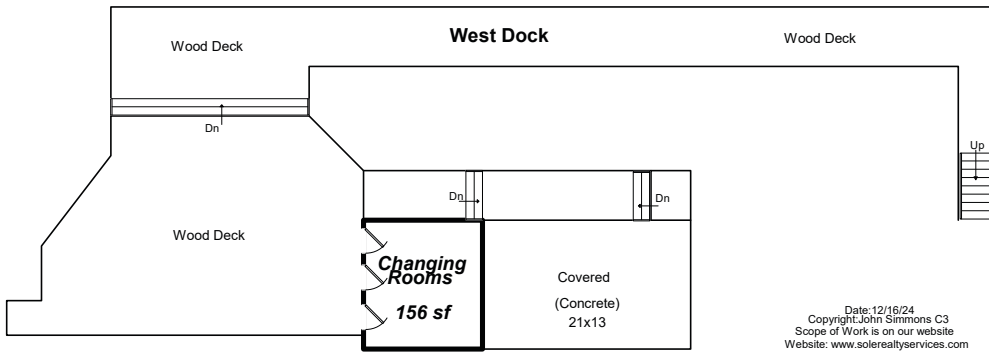 West Dock
Wood Deck
Wood Deck
Dn
Up
Dn
Dn
Wood Deck
Changing
Rooms
156 sf
Covered
(Concrete)
21x13
Date:12/16/24
Copyright:John Simmons C3
Scope of Work is on our website
Website: www.solerealtyservices.com